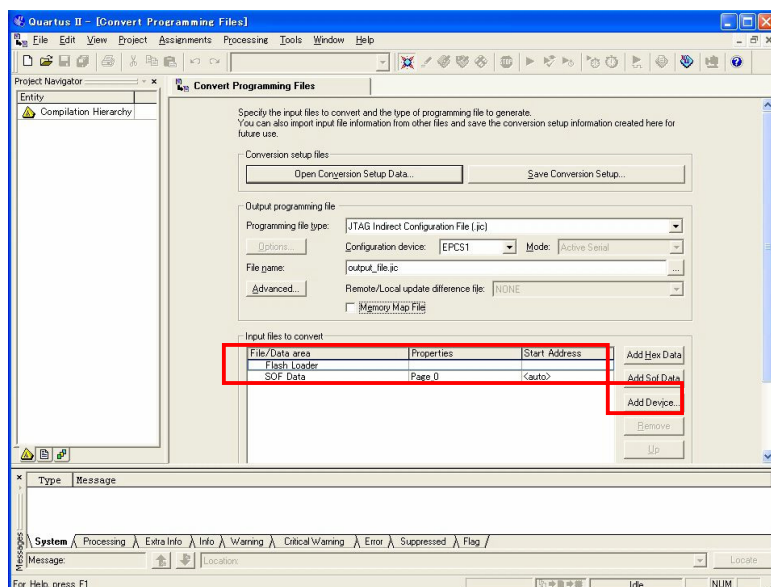 Quartus II - [Convert Programming Files]
File Edit View Project Assignments Processing Tools Window Help
Project Navigator
Entity
Compilation Hierarchy
Convert Programming Files
Specify the input files to convert and the type of programming file to generate.
You can also import input file information from other files and save the conversion setup information created here for
future use.
Conversion setup files
Open Conversion Setup Data...
Save Conversion Setup...
Output programming file
Programming file type: JTAG Indirect Configuration File (.jic)
Options... Configuration device: EPCS1 Mode: Active Serial
File name: output_file.jic ...
Advanced... Remote/Local update difference file: NONE
Memory Map File
Input files to convert
File/Data area Properties Start Address
Flash Loader
SOF Data Page_0 <auto>
Add Hex Data
Add Sof Data
Add Device...
Remove
Up
Type Message
System Processing Extra Info Info Warning Critical Warning Error Suppressed Flag
Messages
Message: Location: Locate
For Help, press F1 Idle NUM